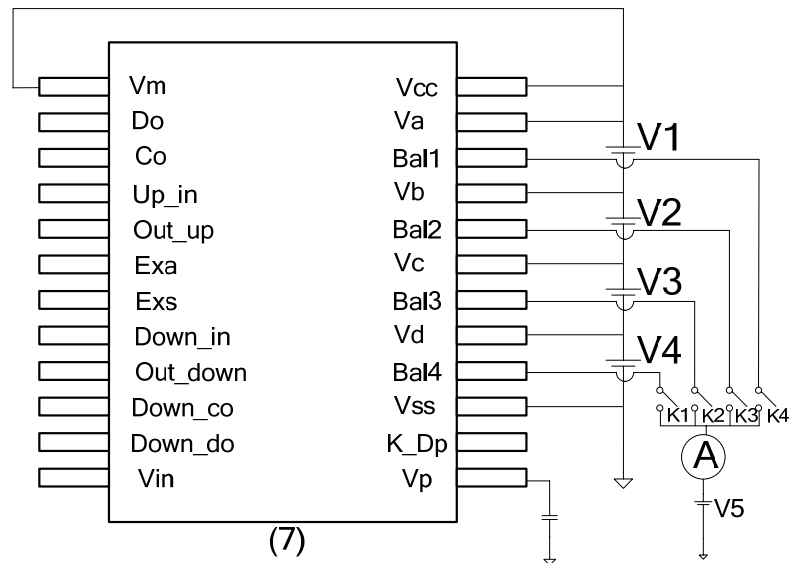 Vm
Vcc
Do
Va
V1
Co
Bal1
Up_in
Vb
V2
Out_up
Bal2
Exa
Vc
V3
Exs
Bal3
Down_in
Vd
V4
Out_down
Bal4
Down_co
Vss
K1 K2 K3 K4
Down_do
K_Dp
A
Vin
Vp
V5
(7)